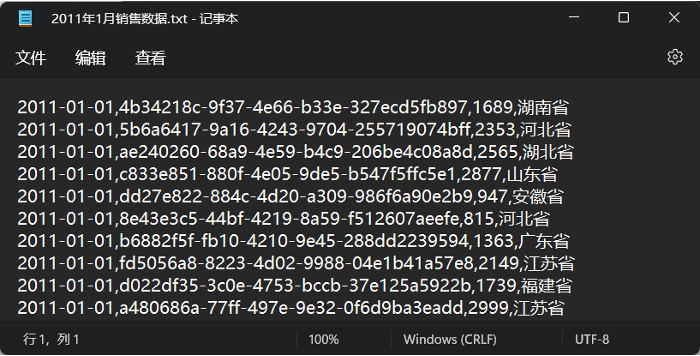 2011年1月销售数据.txt - 记事本
文件 编辑 查看
2011-01-01,4b34218c-9f37-4e66-b33e-327ecd5fb897,1689,湖南省
2011-01-01,5b6a6417-9a16-4243-9704-255719074bff,2353,河北省
2011-01-01,ae240260-68a9-4e59-b4c9-206be4c08a8d,2565,湖北省
2011-01-01,c833e851-880f-4e05-9de5-b547f5ffc5e1,2877,山东省
2011-01-01,dd27e822-884c-4d20-a309-986f6a90e2b9,947,安徽省
2011-01-01,8e43e3c5-44bf-4219-8a59-f512607aeefe,815,河北省
2011-01-01,b6882f5f-fb10-4210-9e45-288dd2239594,1363,广东省
2011-01-01,fd5056a8-8223-4d02-9988-04e1b41a57e8,2149,江苏省
2011-01-01,d022df35-3c0e-4753-bccb-37e125a5922b,1739,福建省
2011-01-01,a480686a-77ff-497e-9e32-0f6d9ba3eadd,2999,江苏省
行 1，列 1 100% Windows (CRLF) UTF-8